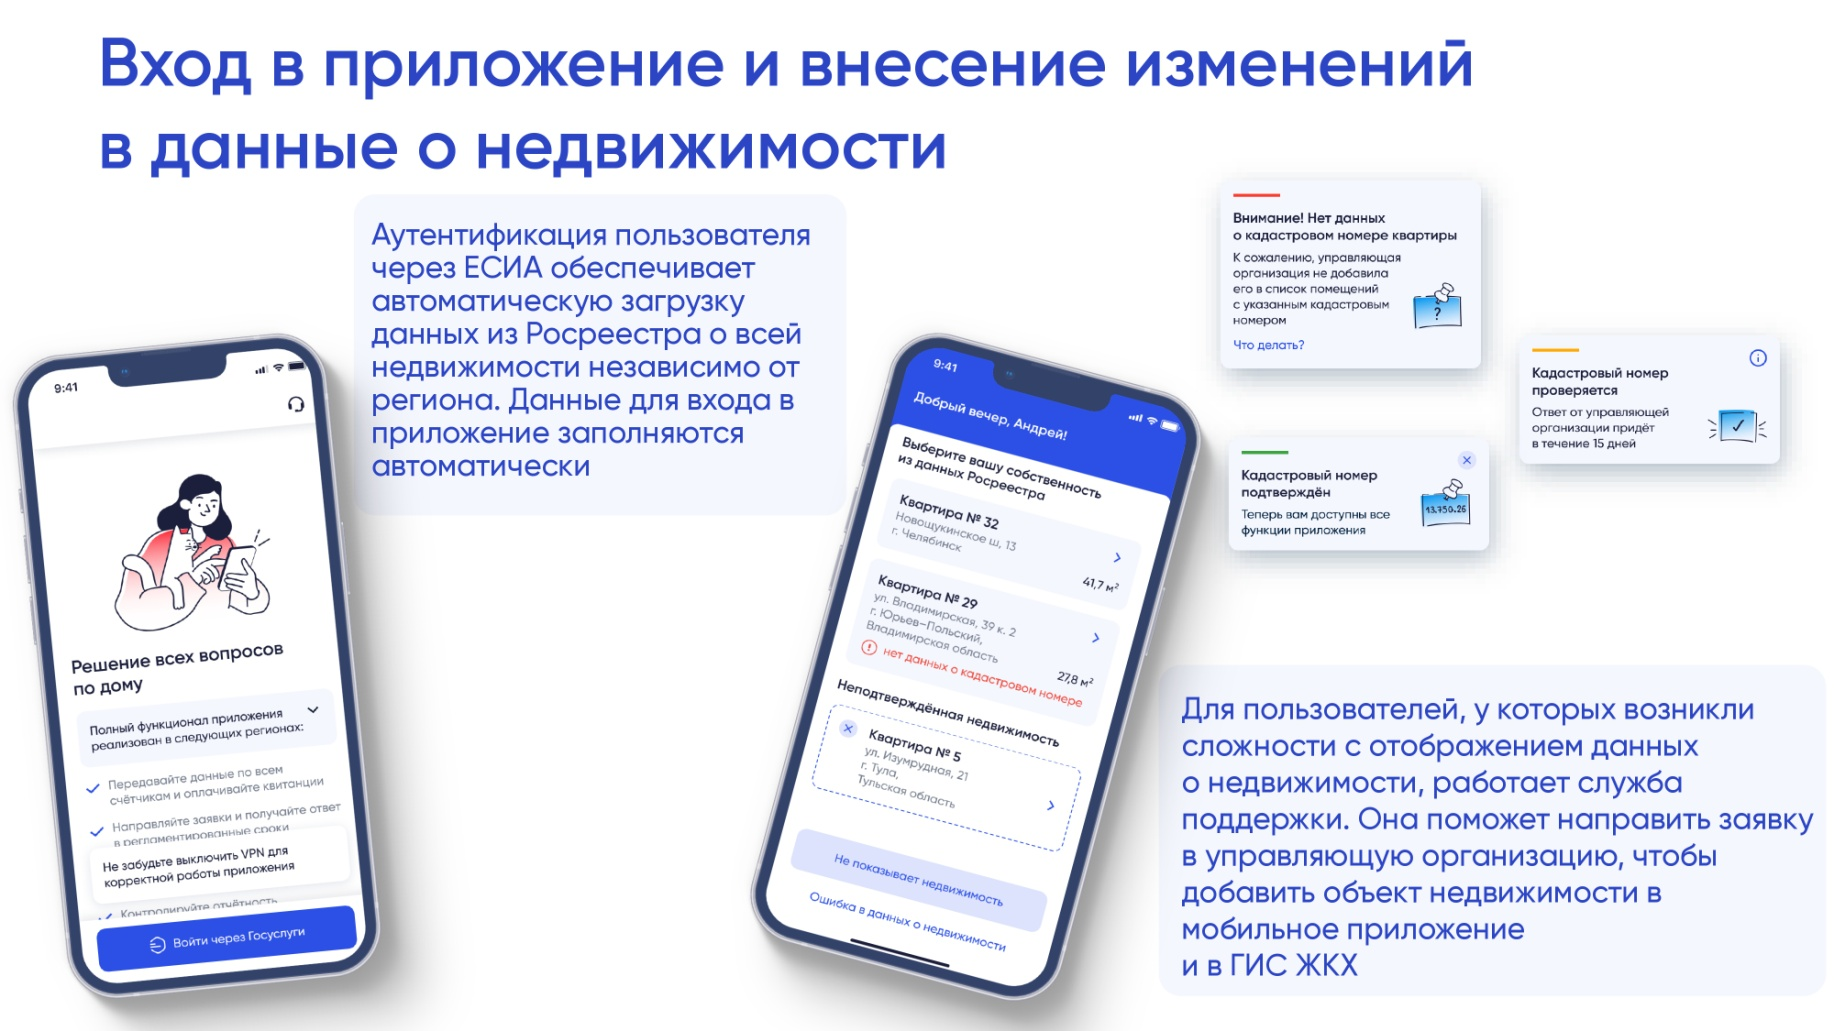 Вход в приложение и внесение изменений
в данные о недвижимости
Аутентификация пользователя
через ЕСИА обеспечивает
автоматическую загрузку
данных из Росреестра о всей
недвижимости независимо от
региона. Данные для входа в
приложение заполняются
автоматически
9:41
Решение всех вопросов
по дому
Полный функционал приложения
реализован в следующих регионах:
Передавайте данные по всем
счётчикам и оплачивайте квитанции
Направляйте заявки и получайте ответ
в регламентированные сроки
Не забудьте выключить VPN для
корректной работы приложения
Контролируйте отчётность
Войти через Госуслуги
9:41
Добрый вечер, Андрей!
Выберите вашу собственность
из данных Росреестра
Квартира № 32
Новощукинское ш, 13
г. Челябинск
41,7 м²
Квартира № 29
ул. Владимирская, 39 к. 2
г. Юрьев-Польский,
Владимирская область
27,8 м²
нет данных о кадастровом номере
Неподтверждённая недвижимость
Квартира № 5
ул. Изумрудная, 21
г. Тула,
Тульская область
Не показывает недвижимость
Ошибка в данных о недвижимости
Внимание! Нет данных
о кадастровом номере квартиры
К сожалению, управляющая
организация не добавила
его в список помещений
с указанным кадастровым
номером
?
Что делать?
Кадастровый номер
проверяется
Ответ от управляющей
организации придёт
в течение 15 дней
Кадастровый номер
подтверждён
Теперь вам доступны все
функции приложения
13.750.26
Для пользователей, у которых возникли
сложности с отображением данных
о недвижимости, работает служба
поддержки. Она поможет направить заявку
в управляющую организацию, чтобы
добавить объект недвижимости в
мобильное приложение
и в ГИС ЖКХ